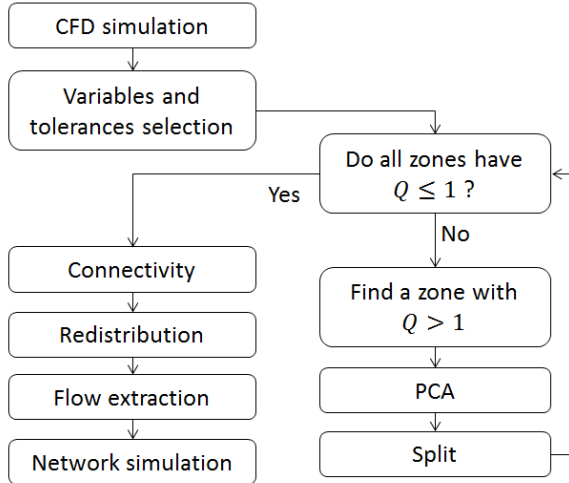 CFD simulation
Variables and
tolerances selection
Do all zones have
Q ≤ 1 ?
Yes
No
Connectivity
Redistribution
Flow extraction
Network simulation
Find a zone with
Q > 1
PCA
Split